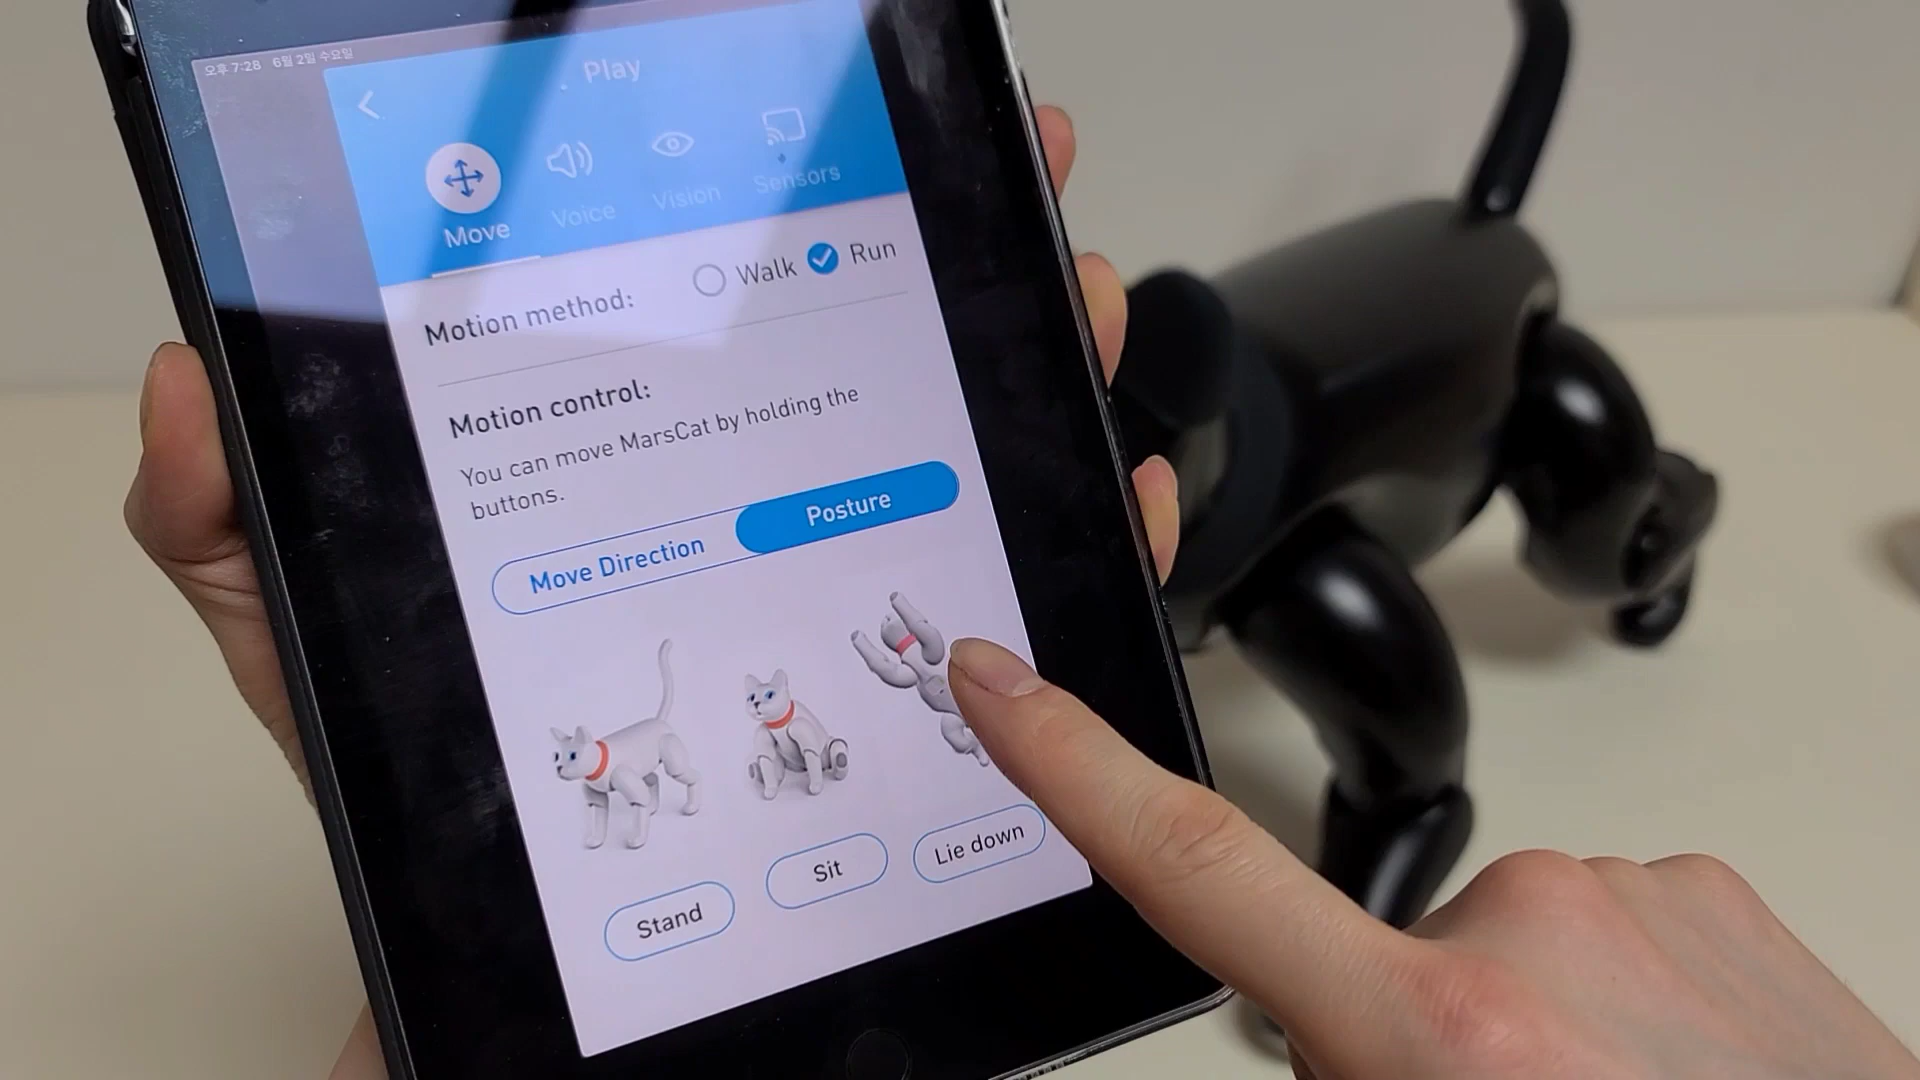 오후 7:28 6월 2일 수요일
Play
Move
Voice
Vision
Sensors
Motion method:
Walk
Run
Motion control:
You can move MarsCat by holding the
buttons.
Move Direction
Posture
Stand
Sit
Lie down